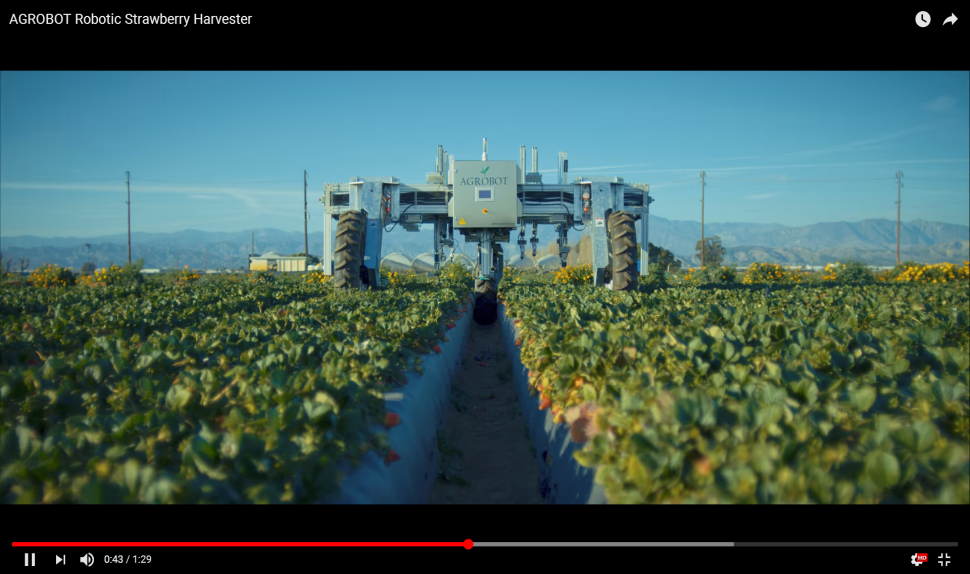 AGROBOT Robotic Strawberry Harvester
AGROBOT
0:43 / 1:29
HD